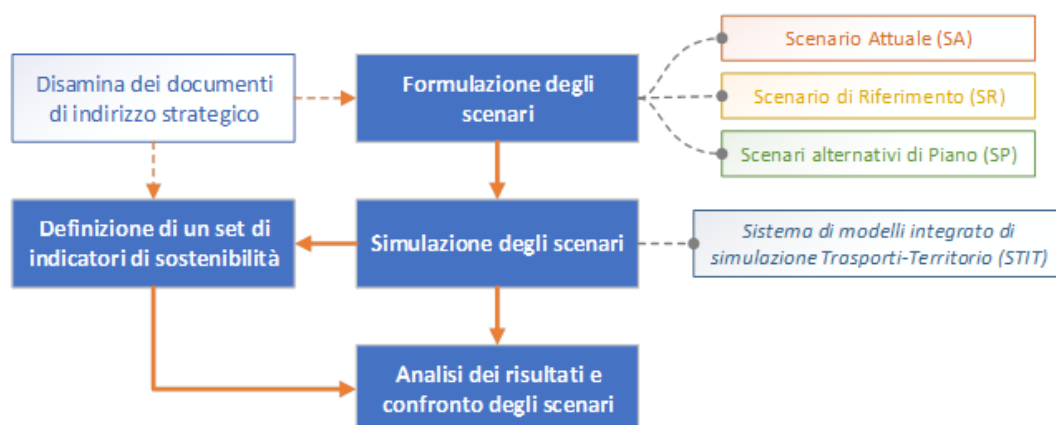 Disamina dei documenti
di indirizzo strategico
Formulazione degli
scenari
Scenario Attuale (SA)
Scenario di Riferimento (SR)
Scenari alternativi di Piano (SP)
Definizione di un set di
indicatori di sostenibilità
Simulazione degli scenari
Sistema di modelli integrato di
simulazione Trasporti-Territorio (STIT)
Analisi dei risultati e
confronto degli scenari